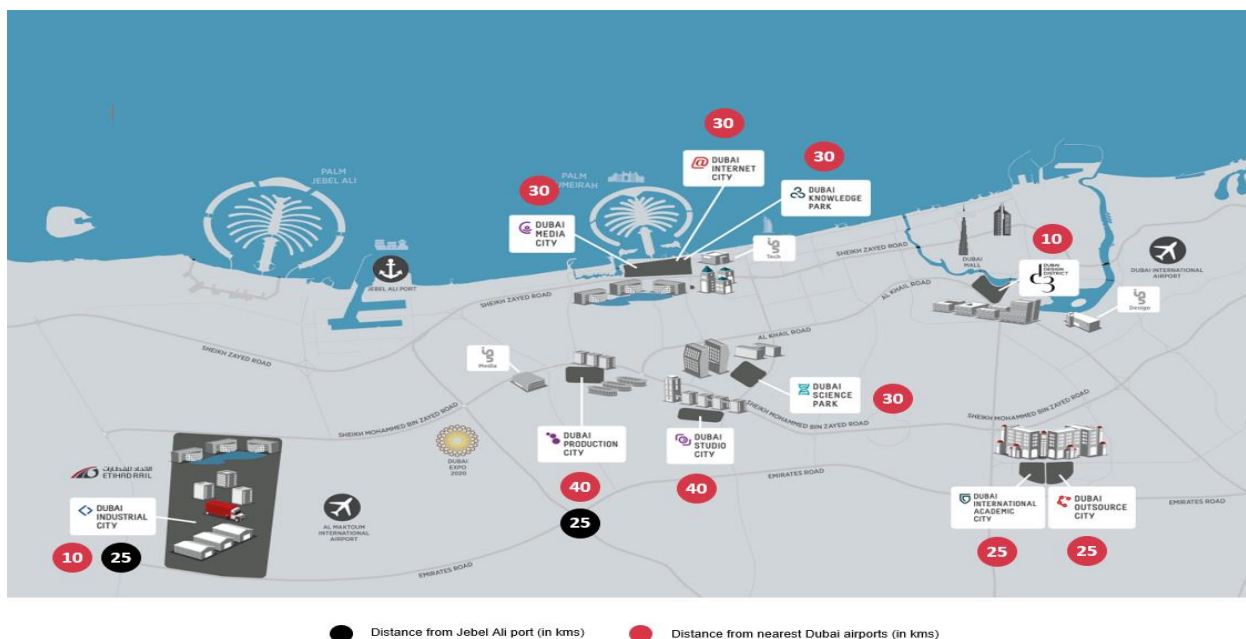 30
@ DUBAI
INTERNET
CITY
30
DUBAI
KNOWLEDGE
PARK
PALM
JEBEL ALI
PALM
UMEIRAH
30
DUBAI
MEDIA
CITY
in5
Tech
SHEIKH ZAYED ROAD
DUBAI
MALL
10
DUBAI
DESIGN
DISTRICT
d3
DUBAI INTERNATIONAL
AIRPORT
in5
Design
JEBEL ALI PORT
SHEIKH ZAYED ROAD
AL KHAIL ROAD
SHEIKH ZAYED ROAD
AL KHAIL ROAD
in5
Media
DUBAI
SCIENCE
PARK
30
SHEIKH MOHAMMED BIN ZAYED ROAD
SHEIKH MOHAMMED BIN ZAYED ROAD
SHEIKH MOHAMMED BIN ZAYED ROAD
DUBAI
EXPO
2020
DUBAI
PRODUCTION
CITY
40
25
DUBAI
STUDIO
CITY
40
الاتحاد للقطارات
ETIHAD RAIL
DUBAI
INDUSTRIAL
CITY
10 25
AL MAKTOUM
INTERNATIONAL
AIRPORT
EMIRATES ROAD
EMIRATES ROAD
EMIRATES ROAD
DUBAI
INTERNATIONAL
ACADEMIC
CITY
25
DUBAI
OUTSOURCE
CITY
25
Distance from Jebel Ali port (in kms)
Distance from nearest Dubai airports (in kms)